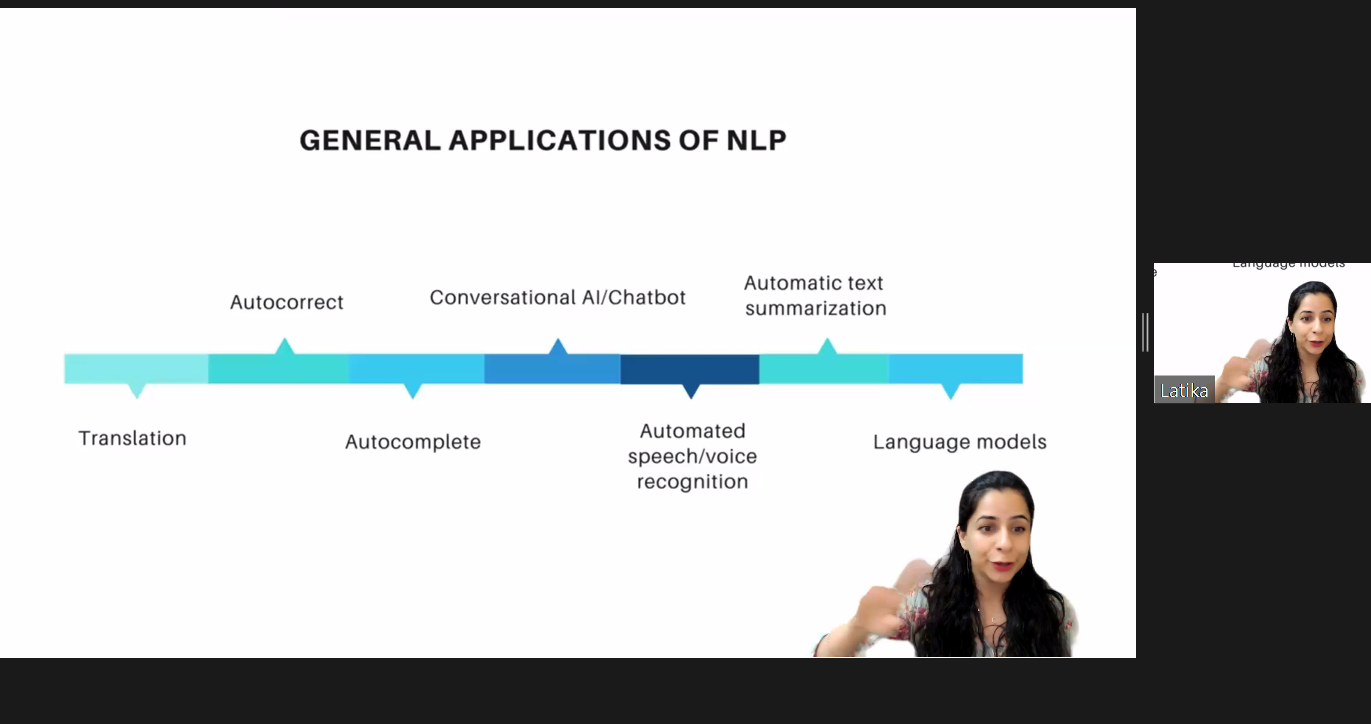 GENERAL APPLICATIONS OF NLP
Automatic text
summarization
Autocorrect
Conversational AI/Chatbot
Translation
Autocomplete
Automated
speech/voice
recognition
Language models
Language models
Latika